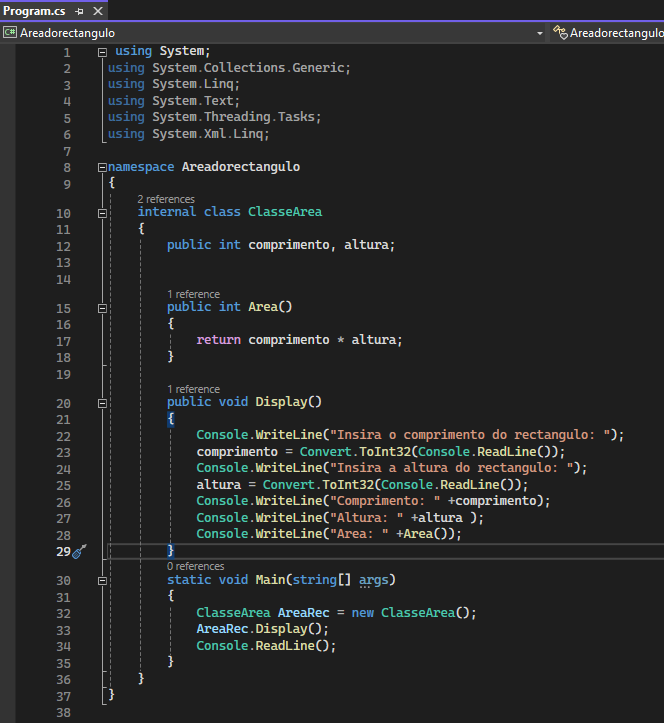 Program.cs
C# Areadorectangulo
Areadorectangulo
1 using System;
2 using System.Collections.Generic;
3 using System.Linq;
4 using System.Text;
5 using System.Threading.Tasks;
6 using System.Xml.Linq;
7
8 namespace Areadorectangulo
9 {
2 references
10 internal class ClasseArea
11 {
12 public int comprimento, altura;
13
14
1 reference
15 public int Area()
16 {
17 return comprimento * altura;
18 }
19
1 reference
20 public void Display()
21 {
22 Console.WriteLine("Insira o comprimento do rectangulo: ");
23 comprimento = Convert.ToInt32(Console.ReadLine());
24 Console.WriteLine("Insira a altura do rectangulo: ");
25 altura = Convert.ToInt32(Console.ReadLine());
26 Console.WriteLine("Comprimento: " +comprimento);
27 Console.WriteLine("Altura: " +altura );
28 Console.WriteLine("Area: " +Area());
29 }
0 references
30 static void Main(string[] args)
31 {
32 ClasseArea AreaRec = new ClasseArea();
33 AreaRec.Display();
34 Console.ReadLine();
35 }
36 }
37 }
38